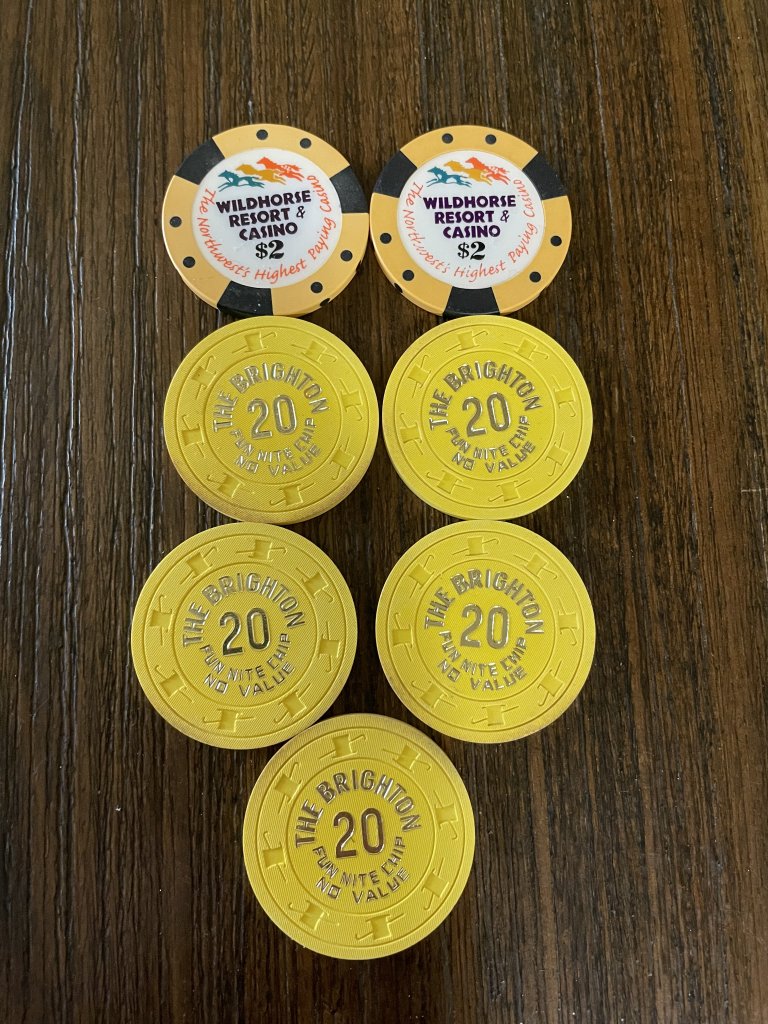 WILDHORSE
RESORT &
CASINO
$2
The Northwest's Highest Paying Casino
WILDHORSE
RESORT &
CASINO
$2
The Northwest's Highest Paying Casino
THE BRIGHTON
20
FUN NITE CHIP
NO VALUE
THE BRIGHTON
20
FUN NITE CHIP
NO VALUE
THE BRIGHTON
20
FUN NITE CHIP
NO VALUE
THE BRIGHTON
20
FUN NITE CHIP
NO VALUE
THE BRIGHTON
20
FUN NITE CHIP
NO VALUE